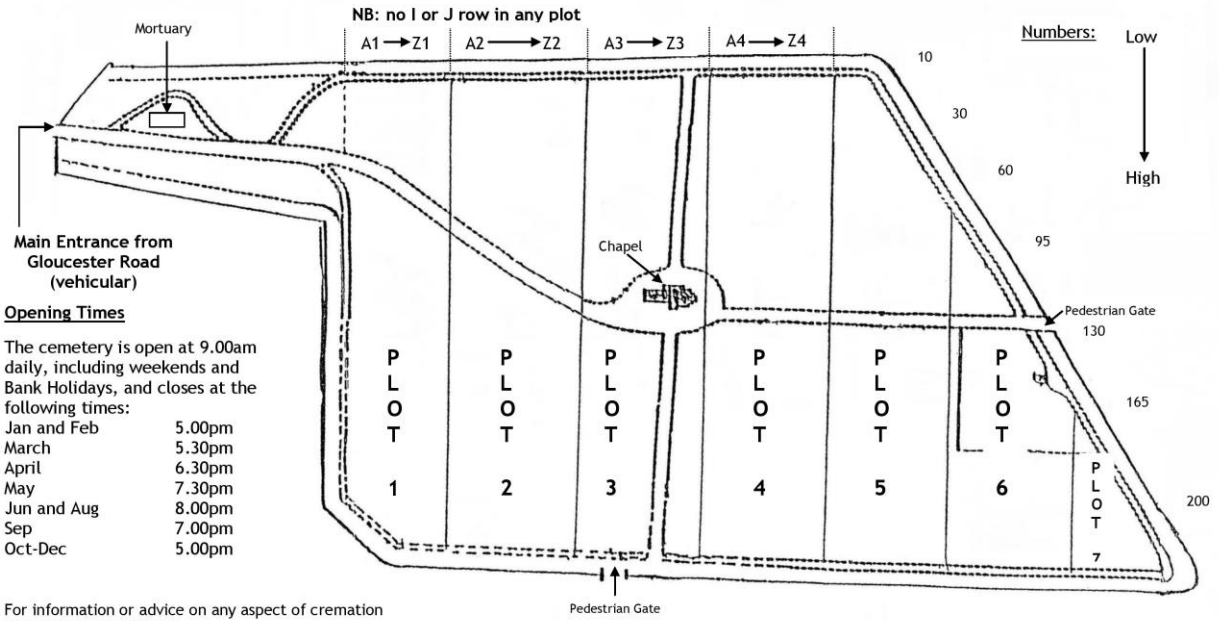 NB: no I or J row in any plot
Mortuary
A1 → Z1
A2 → Z2
A3 → Z3
A4 → Z4
Numbers:
Low
High
10
30
60
95
130
165
200
Main Entrance from
Gloucester Road
(vehicular)
Chapel
Pedestrian Gate
Opening Times
The cemetery is open at 9.00am
daily, including weekends and
Bank Holidays, and closes at the
following times:
Jan and Feb 5.00pm
March 5.30pm
April 6.30pm
May 7.30pm
Jun and Aug 8.00pm
Sep 7.00pm
Oct-Dec 5.00pm
PLOT 1
PLOT 2
PLOT 3
PLOT 4
PLOT 5
PLOT 6
PLOT 7
Pedestrian Gate
For information or advice on any aspect of cremation